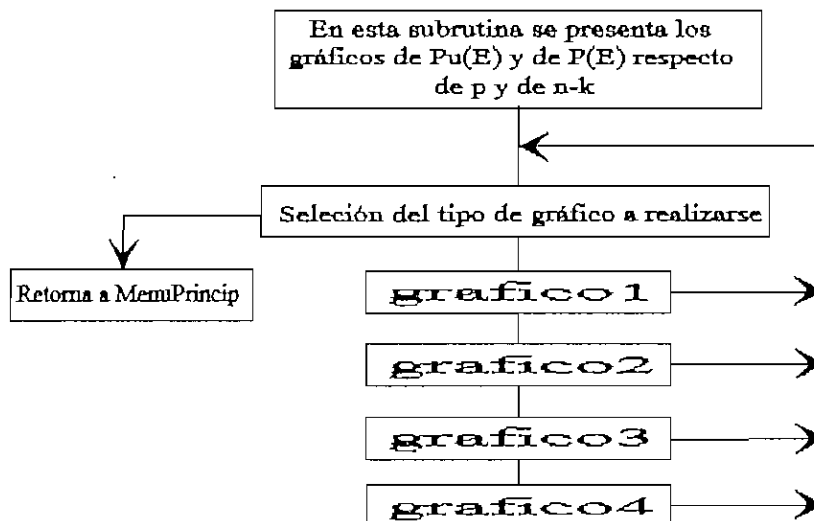 En esta subrutina se presenta los
gráficos de Pu(E) y de P(E) respecto
de p y de n-k
Seleción del tipo de gráfico a realizarse
Retorna a MenuPrincip
grafico1
grafico2
grafico3
grafico4